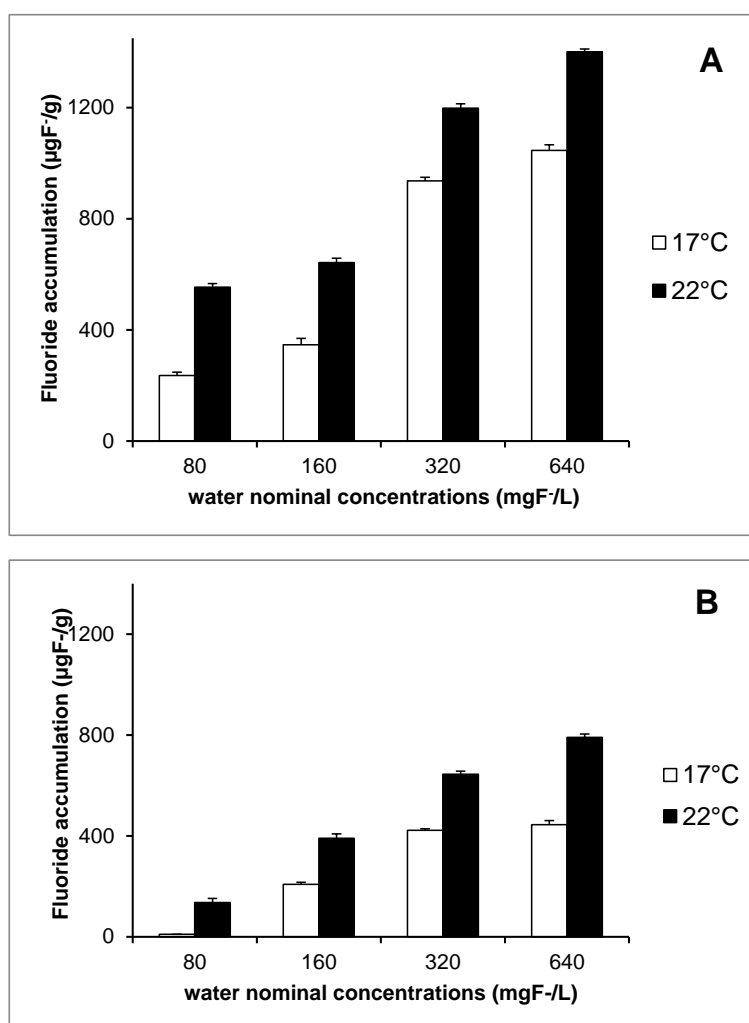 A
1200
800
400
0
Fluoride accumulation (µgF⁻/g)
17°C
22°C
80 160 320 640
water nominal concentrations (mgF⁻/L)
B
1200
800
400
0
Fluoride accumulation (µgF-/g)
17°C
22°C
80 160 320 640
water nominal concentrations (mgF-/L)